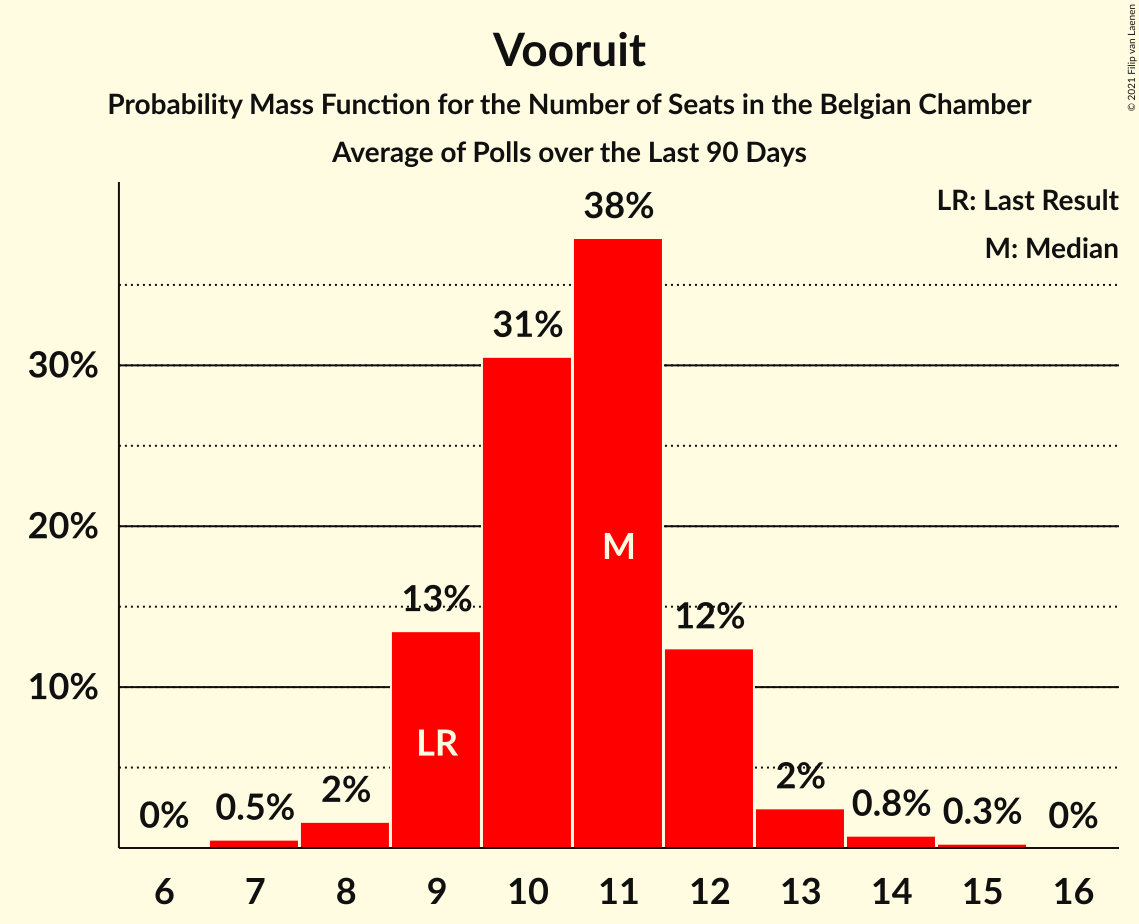 Vooruit
Probability Mass Function for the Number of Seats in the Belgian Chamber
Average of Polls over the Last 90 Days
© 2021 Filip van Laenen
LR: Last Result
M: Median
38%
31%
30%
20%
M
13%
12%
10%
LR
0%
0.5%
2%
2%
0.8%
0.3%
0%
6 7 8 9 10 11 12 13 14 15 16